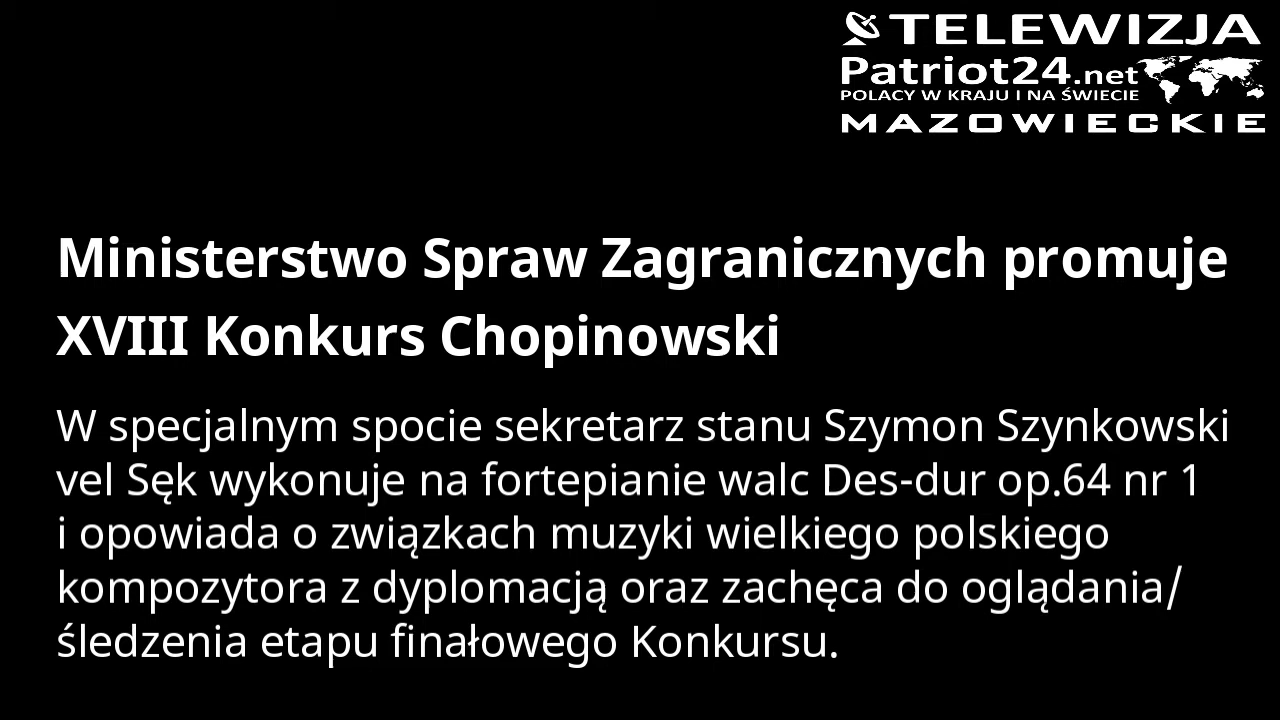 TELEWIZJA
Patriot24.net
POLACY W KRAJU I NA ŚWIECIE
MAZOWIECKIE
Ministerstwo Spraw Zagranicznych promuje
XVIII Konkurs Chopinowski
W specjalnym spocie sekretarz stanu Szymon Szynkowski
vel Sęk wykonuje na fortepianie walc Des-dur op.64 nr 1
i opowiada o związkach muzyki wielkiego polskiego
kompozytora z dyplomacją oraz zachęca do oglądania/
śledzenia etapu finałowego Konkursu.